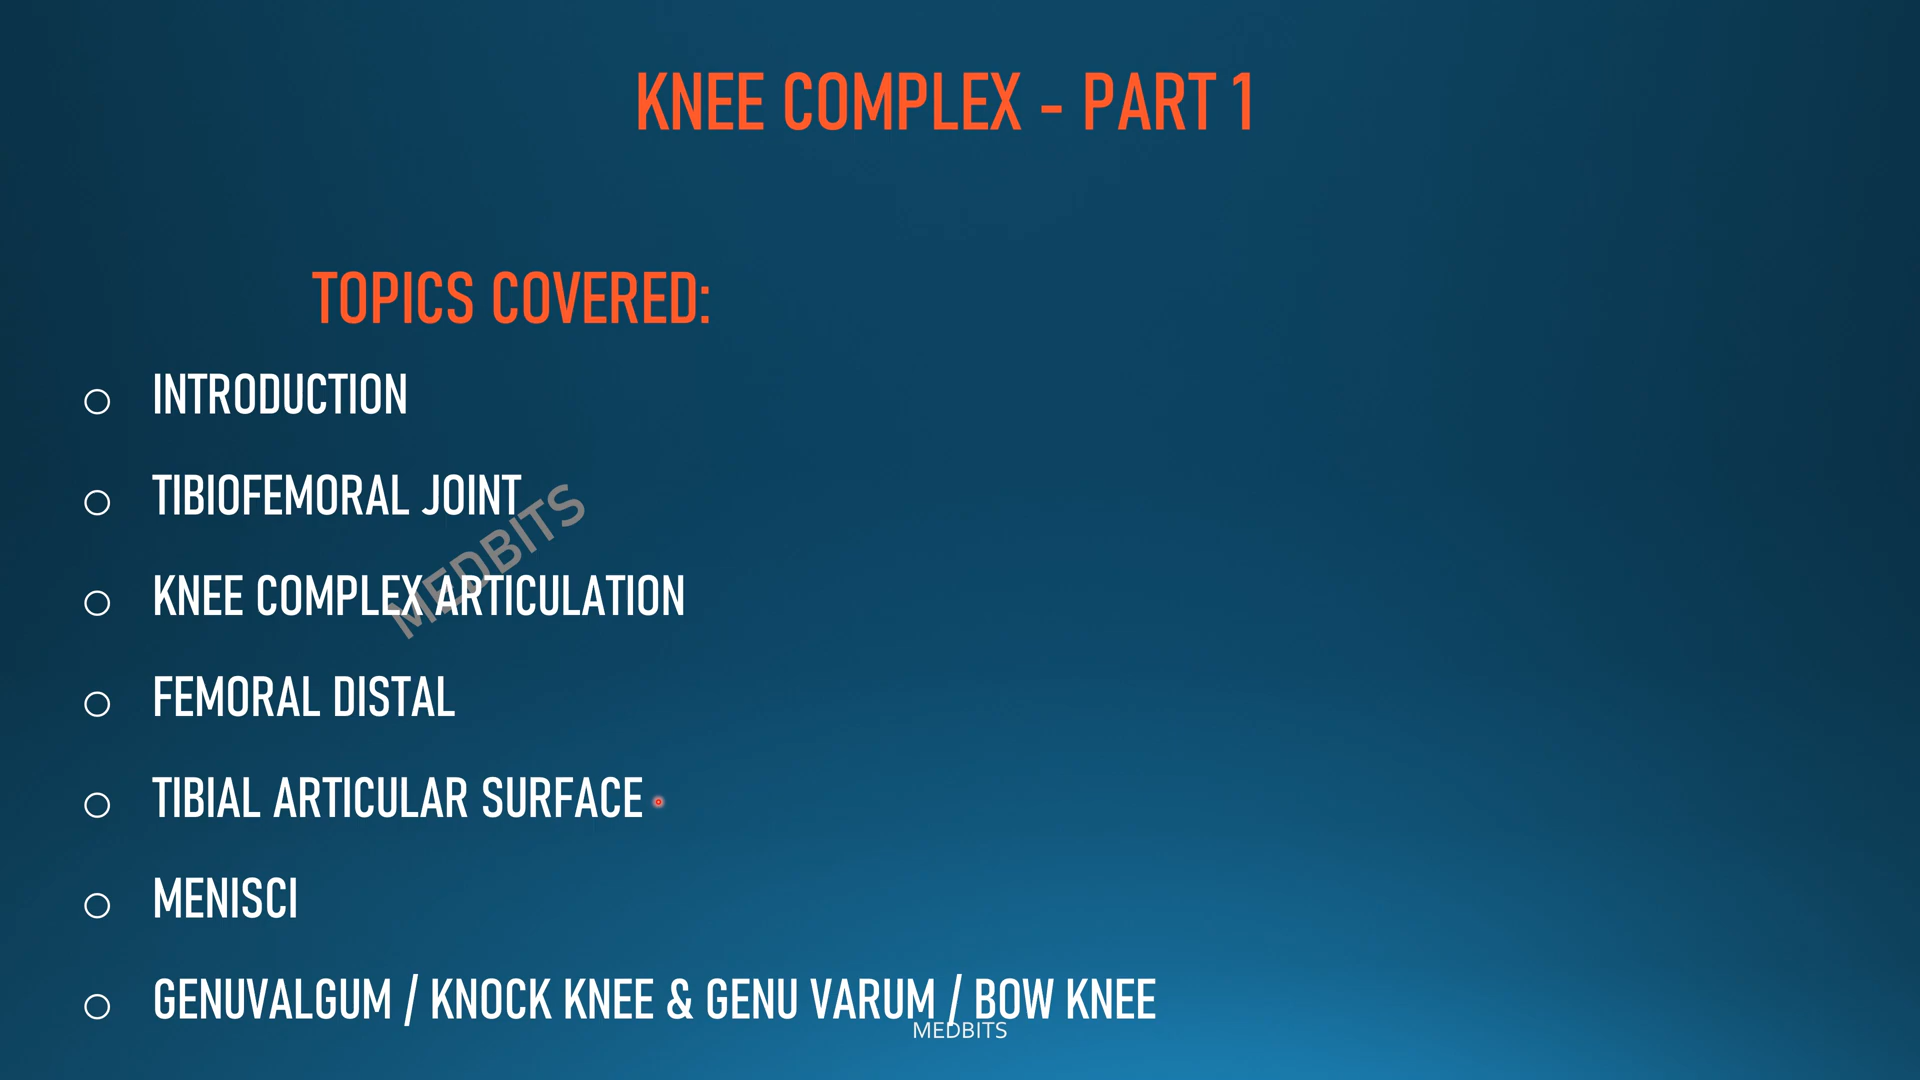 KNEE COMPLEX - PART 1
TOPICS COVERED:
INTRODUCTION
TIBIOFEMORAL JOINT
KNEE COMPLEX ARTICULATION
MEDBITS
FEMORAL DISTAL
TIBIAL ARTICULAR SURFACE
MENISCI
GENUVALGUM / KNOCK KNEE & GENU VARUM / BOW KNEE
MEDBITS